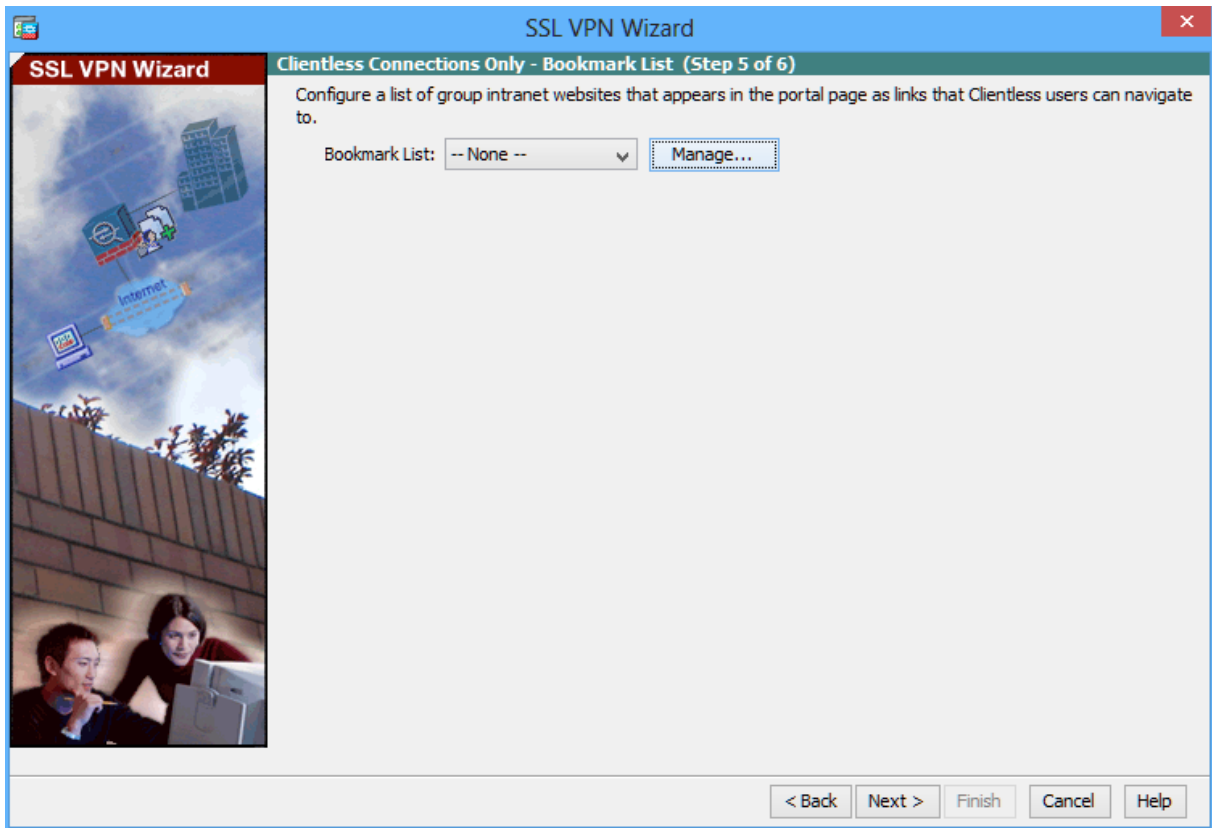 SSL VPN Wizard
SSL VPN Wizard
Clientless Connections Only - Bookmark List (Step 5 of 6)
Configure a list of group intranet websites that appears in the portal page as links that Clientless users can navigate
to.
Bookmark List: -- None -- Manage...
Internet
< Back Next > Finish Cancel Help